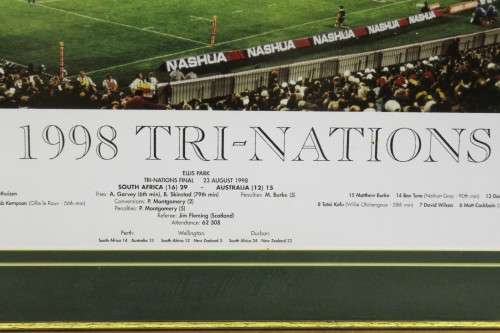 NASHUA NASHUA NASHUA NASHUA NASHUA
1998 TRI-NATIONS
ELLIS PARK
TRI-NATIONS FINAL 23 AUGUST 1998
SOUTH AFRICA (16) 29 - AUSTRALIA (12) 15
Tries: A. Garvey (6th min), B. Skinstad (79th min) Penalties: M. Burke (5)
Conversions: P. Montgomery (2)
Penalties: P. Montgomery (5)
Referee: Jim Fleming (Scotland)
Attendance: 62 308
Perth: Wellington: Durban:
South Africa 14 Australia 13 South Africa 13 New Zealand 3 South Africa 24 New Zealand 23
15 Matthew Burke 14 Ben Tune
8 Toutai Kefu 7 David Wilson 6 Matt Cockbain